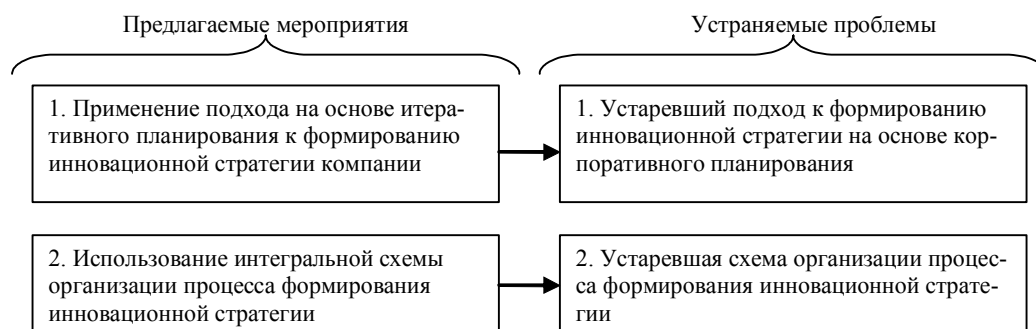 Предлагаемые мероприятия
Устраняемые проблемы
1. Применение подхода на основе итера-
тивного планирования к формированию
инновационной стратегии компании
1. Устаревший подход к формированию
инновационной стратегии на основе кор-
поративного планирования
2. Использование интегральной схемы
организации процесса формирования
инновационной стратегии
2. Устаревшая схема организации процес-
са формирования инновационной страте-
гии